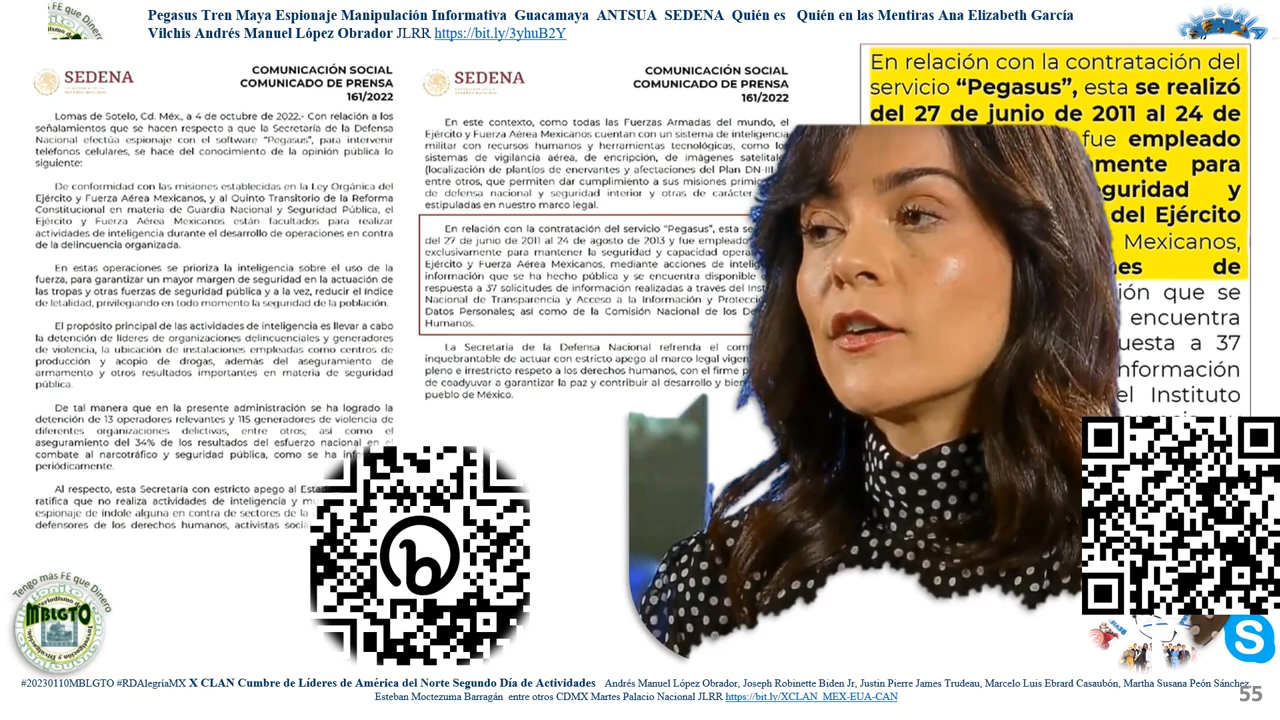 Pegasus Tren Maya Espionaje Manipulación Informativa Guacamaya ANTSUA SEDENA Quién es Quién en las Mentiras Ana Elizabeth García
Vilchis Andrés Manuel López Obrador JLRR https://bit.ly/3yhuB2Y
SEDENA
COMUNICACIÓN SOCIAL
COMUNICADO DE PRENSA
161/2022
Lomas de Sotelo, Cd. Méx., a 4 de octubre de 2022.- Con relación a los
señalamientos que se hacen respecto a que la Secretaría de la Defensa
Nacional efectúa espionaje con el software "Pegasus", para intervenir
teléfonos celulares, se hace del conocimiento de la opinión pública lo
siguiente:
De conformidad con las misiones establecidas en la Ley Orgánica del
Ejército y Fuerza Aérea Mexicanos, y al Quinto Transitorio de la Reforma
Constitucional en materia de Guardia Nacional y Seguridad Pública, el
Ejército y Fuerza Aérea Mexicanos están facultados para realizar
actividades de inteligencia durante el desarrollo de operaciones en contra
de la delincuencia organizada.
En estas operaciones se prioriza la inteligencia sobre el uso de la
fuerza, para garantizar un mayor margen de seguridad en la actuación de
las tropas y otras fuerzas de seguridad pública y a la vez, reducir el índice
de letalidad, privilegiando en todo momento la seguridad de la población.
El propósito principal de las actividades de inteligencia es llevar a cabo
la detención de líderes de organizaciones delincuenciales y generadores
de violencia, la ubicación de instalaciones empleadas como centros de
producción y acopio de drogas, además del aseguramiento de
armamento y otros resultados importantes en materia de seguridad
pública.
De tal manera que en la presente administración se ha logrado la
detención de 13 operadores relevantes y 115 generadores de violencia de
diferentes organizaciones delictivas, entre otros; así como el
aseguramiento del 34% de los resultados del esfuerzo nacional en el
combate al narcotráfico y seguridad pública, como se ha
periódicamente.
Al respecto, esta Secretaría con estricto apego al
ratifica que no realiza actividades de inteligencia y
espionaje de índole alguna en contra de sectores de la
defensores de los derechos humanos, activistas
SEDENA
COMUNICACIÓN SOCIAL
COMUNICADO DE PRENSA
161/2022
En este contexto, como todas las Fuerzas Armadas del mundo, el
Ejército y Fuerza Aérea Mexicanos cuentan con un sistema de inteligencia
militar con recursos humanos y herramientas tecnológicas, como
sistemas de vigilancia aérea, de encripción, de imágenes
(localización de plantíos de enervantes y afectaciones del Plan DN-III
entre otros, que permiten dar cumplimiento a sus misiones
de defensa nacional y seguridad interior y otras de carácter
estipuladas en nuestro marco legal.
En relación con la contratación del servicio "Pegasus", esta
del 27 de junio de 2011 al 24 de agosto de 2013 y fue
exclusivamente para mantener la seguridad y capacidad
Ejército y Fuerza Aérea Mexicanos, mediante acciones de
información que se ha hecho pública y se encuentra disponible
respuesta a 37 solicitudes de información realizadas a través del
Nacional de Transparencia y Acceso a la Información y
Datos Personales; así como de la Comisión Nacional de los
Humanos.
La Secretaría de la Defensa Nacional refrenda el
inquebrantable de actuar con estricto apego al marco legal
pleno e irrestricto respeto a los derechos humanos, con el firme
de coadyuvar a garantizar la paz y contribuir al desarrollo y
pueblo de México.
En relación con la contratación del
servicio "Pegasus", esta se realizó
del 27 de junio de 2011 al 24 de
fue empleado
para
y
del Ejército
Mexicanos,
de
que se
encuentra
a 37
el Instituto
Tengo más FE que Dinero
MBLGTO
#20230110MBLGTO #RDAlegríaMX X CLAN Cumbre de Líderes de América del Norte Segundo Día de Actividades Andrés Manuel López Obrador, Joseph Robinette Biden Jr, Justin Pierre James Trudeau, Marcelo Luis Ebrard Casaubón, Martha Susana Peón Sánchez
Esteban Moctezuma Barragán entre otros CDMX Martes Palacio Nacional JLRR https://bit.ly/XCLAN_MEX-EUA-CAN
55